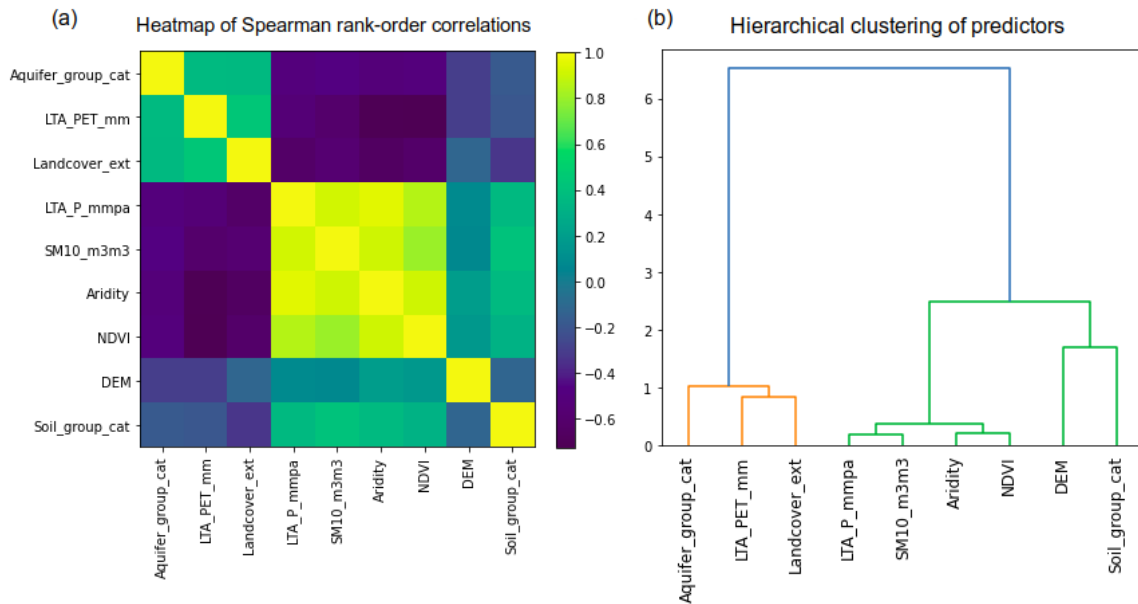 (a)
Heatmap of Spearman rank-order correlations
Aquifer_group_cat
LTA_PET_mm
Landcover_ext
LTA_P_mmpa
SM10_m3m3
Aridity
NDVI
DEM
Soil_group_cat
Aquifer_group_cat
LTA_PET_mm
Landcover_ext
LTA_P_mmpa
SM10_m3m3
Aridity
NDVI
DEM
Soil_group_cat
1.0
0.8
0.6
0.4
0.2
0.0
−0.2
−0.4
−0.6
(b)
Hierarchical clustering of predictors
6
5
4
3
2
1
0
Aquifer_group_cat
LTA_PET_mm
Landcover_ext
LTA_P_mmpa
SM10_m3m3
Aridity
NDVI
DEM
Soil_group_cat